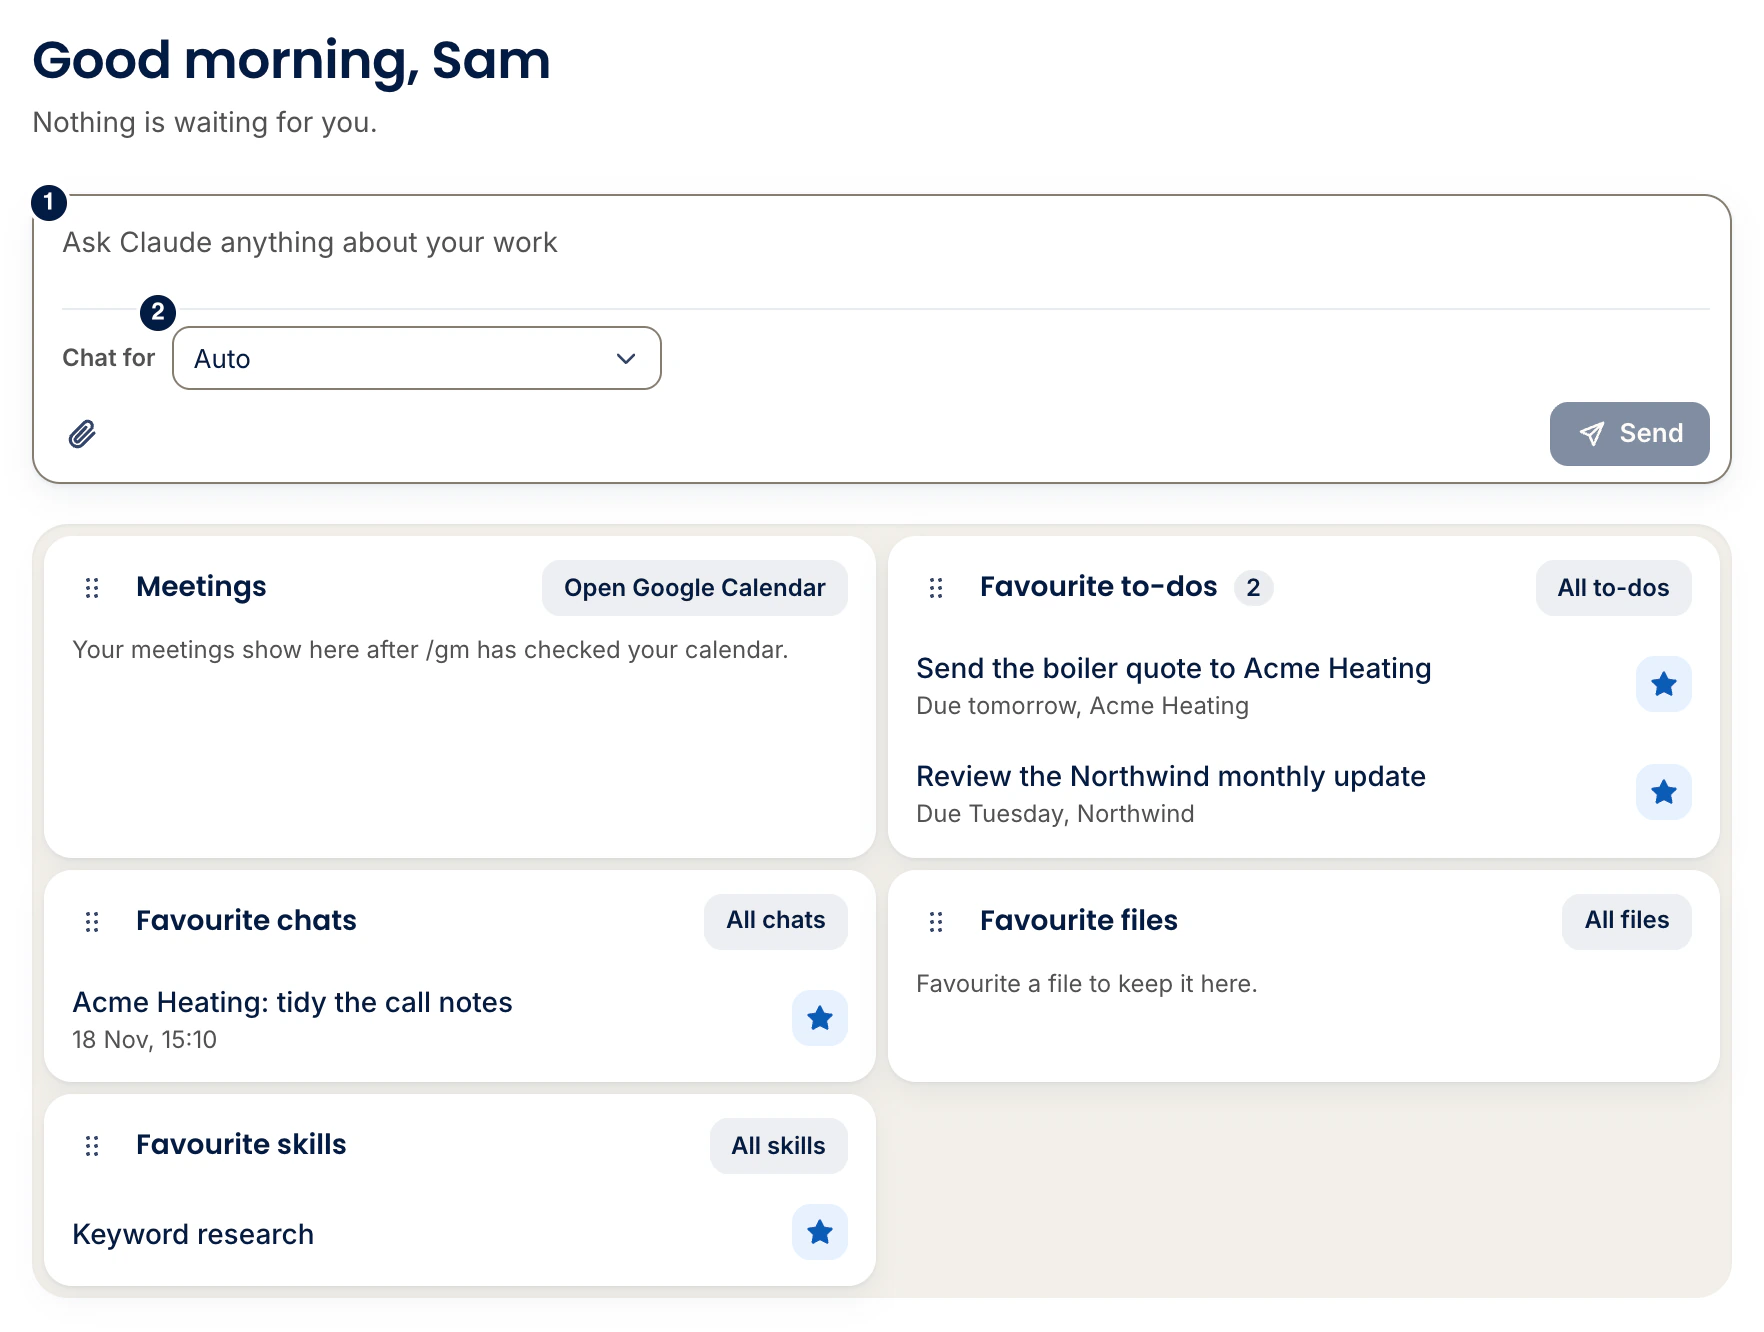 Good morning, Sam
Nothing is waiting for you.
1
Ask Claude anything about your work
2
Chat for
Auto
Send
Meetings
Open Google Calendar
Your meetings show here after /gm has checked your calendar.
Favourite to-dos 2
All to-dos
Send the boiler quote to Acme Heating
Due tomorrow, Acme Heating
Review the Northwind monthly update
Due Tuesday, Northwind
Favourite chats
All chats
Acme Heating: tidy the call notes
18 Nov, 15:10
Favourite files
All files
Favourite a file to keep it here.
Favourite skills
All skills
Keyword research